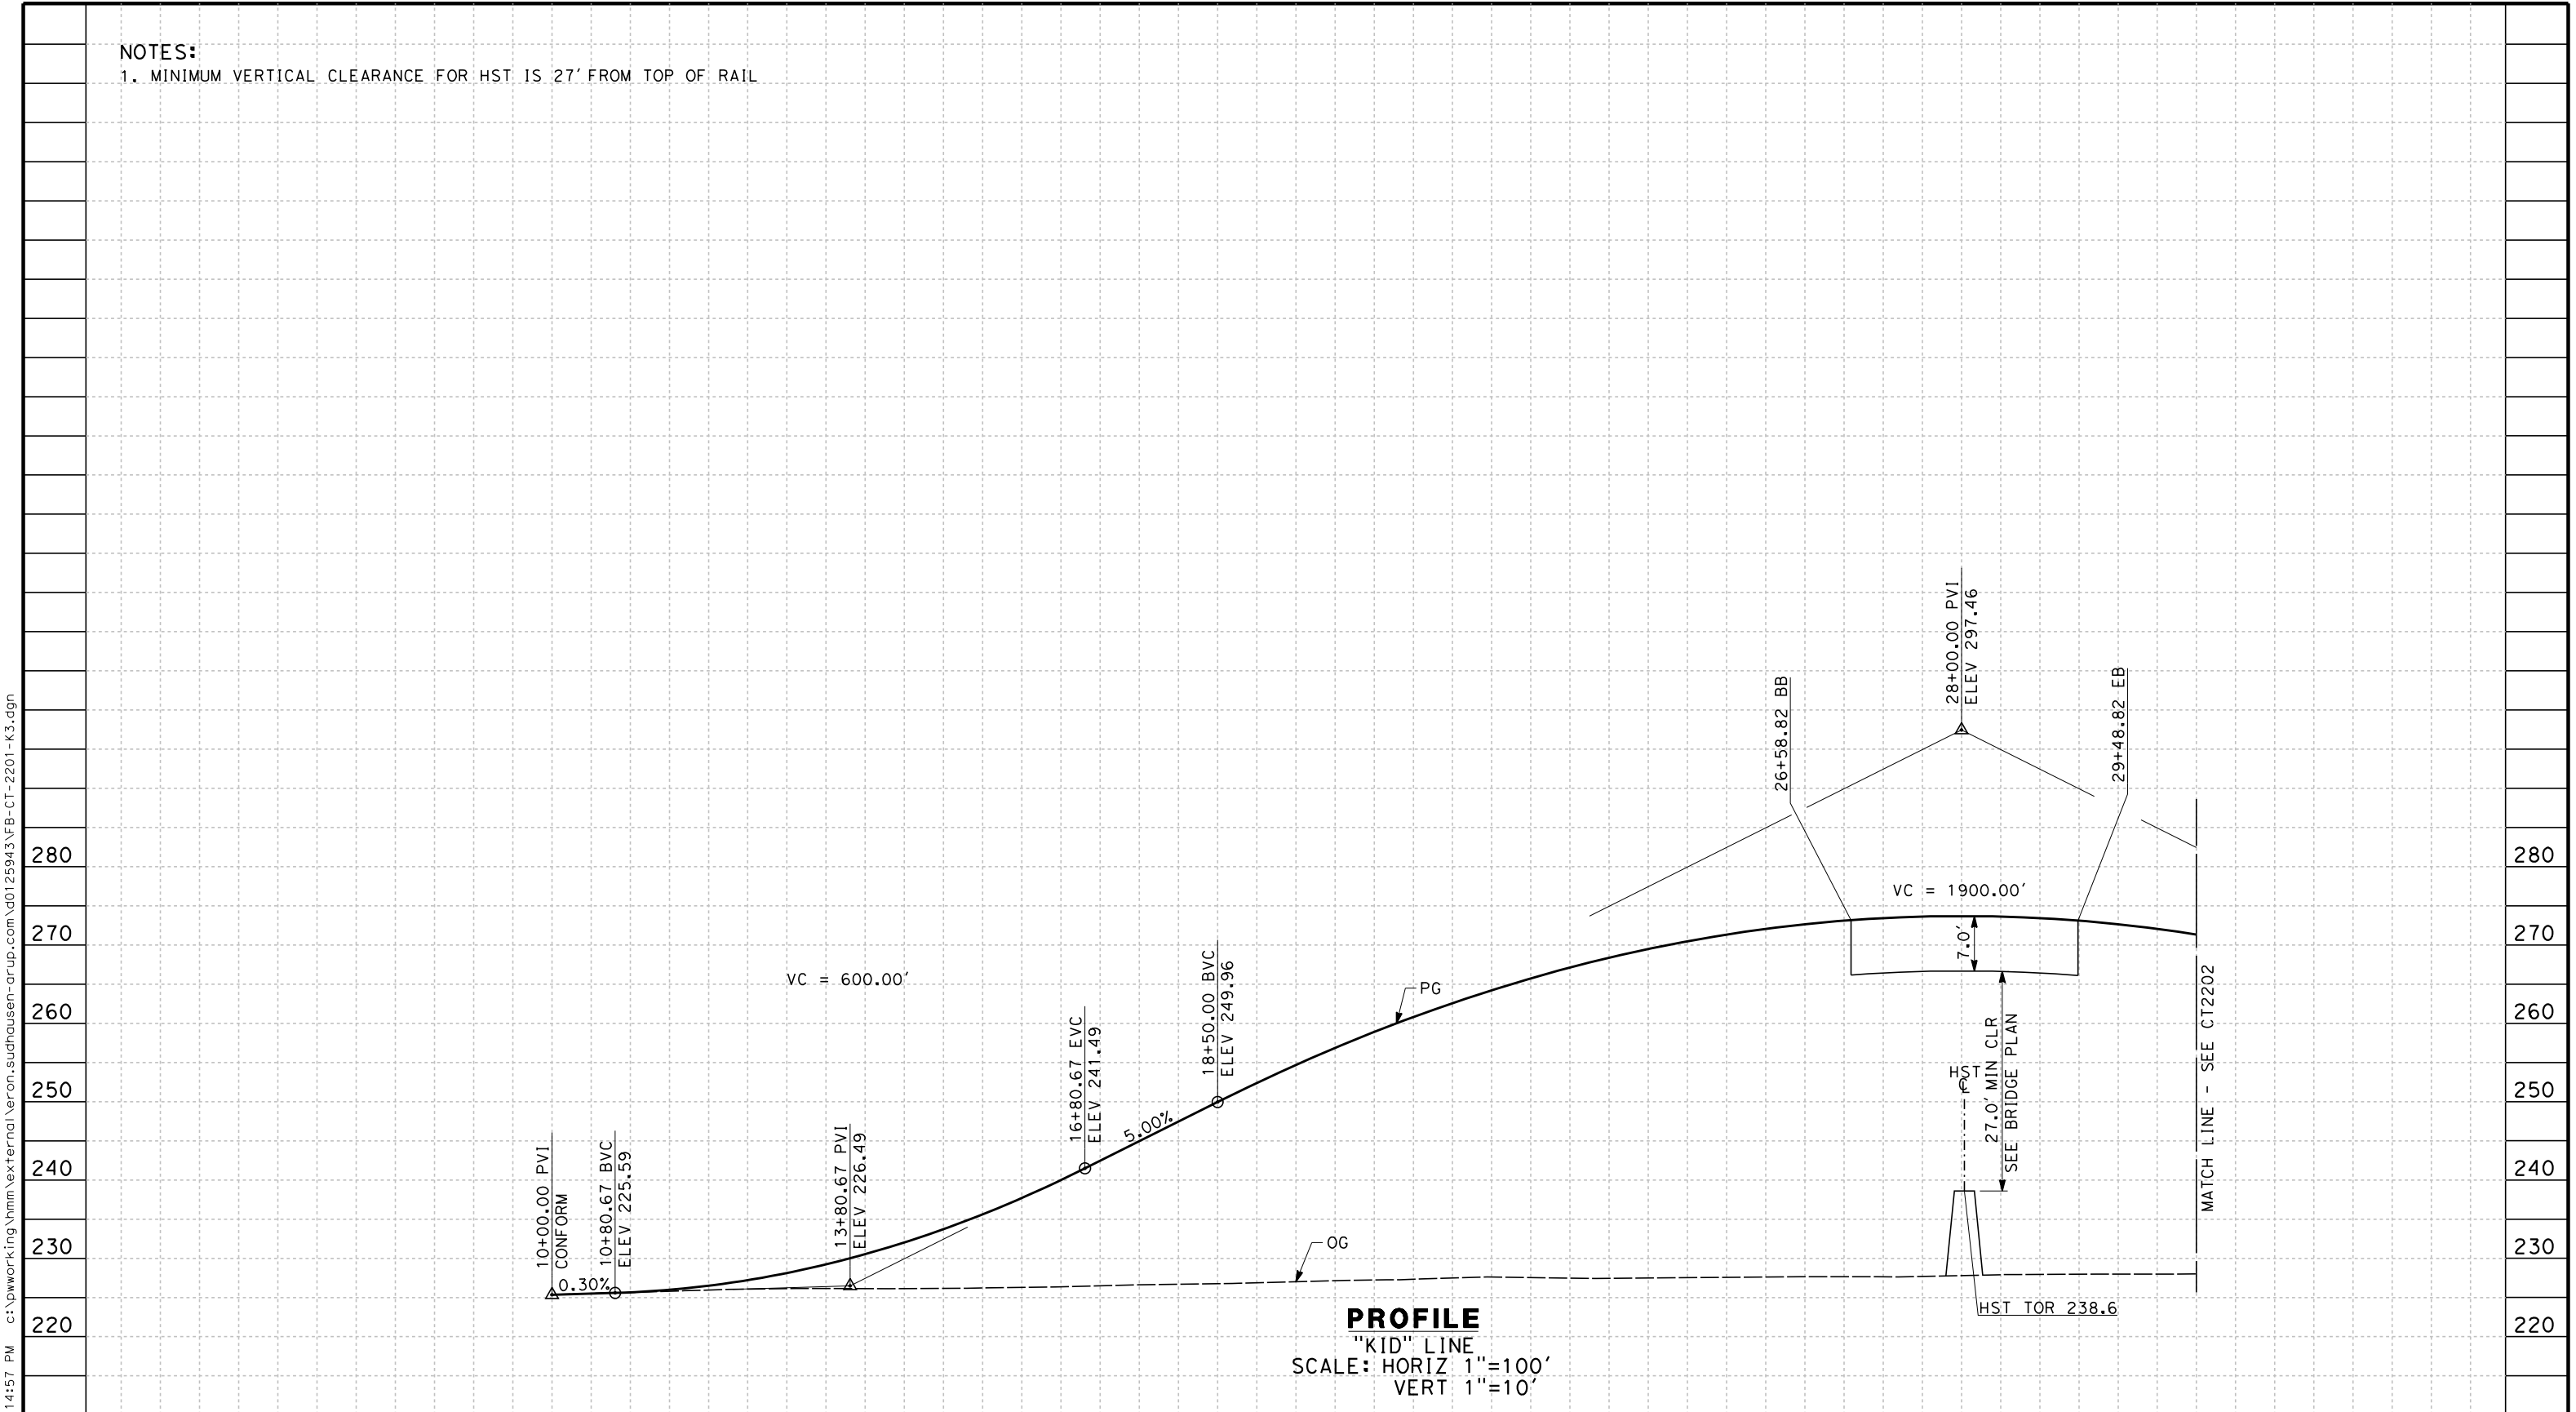 NOTES:
1. MINIMUM VERTICAL CLEARANCE FOR HST IS 27' FROM TOP OF RAIL
28+00.00 PVI
ELEV 297.46
26+58.82 BB
29+48.82 EB
VC = 1900.00'
7.0'
VC = 600.00'
18+50.00 BVC
ELEV 249.96
PG
16+80.67 EVC
ELEV 241.49
5.00%
HST
℄
27.0' MIN CLR
SEE BRIDGE PLAN
MATCH LINE - SEE CT2202
10+00.00 PVI
CONFORM
10+80.67 BVC
ELEV 225.59
13+80.67 PVI
ELEV 226.49
0.30%
OG
HST TOR 238.6
280
270
260
250
240
230
220
280
270
260
250
240
230
220
PROFILE
"KID" LINE
SCALE: HORIZ 1"=100'
VERT 1"=10'
14:57 PM c:\pwworking\hmm\external\eron.sudhausen-arup.com\d0125943\FB-CT-2201-K3.dgn